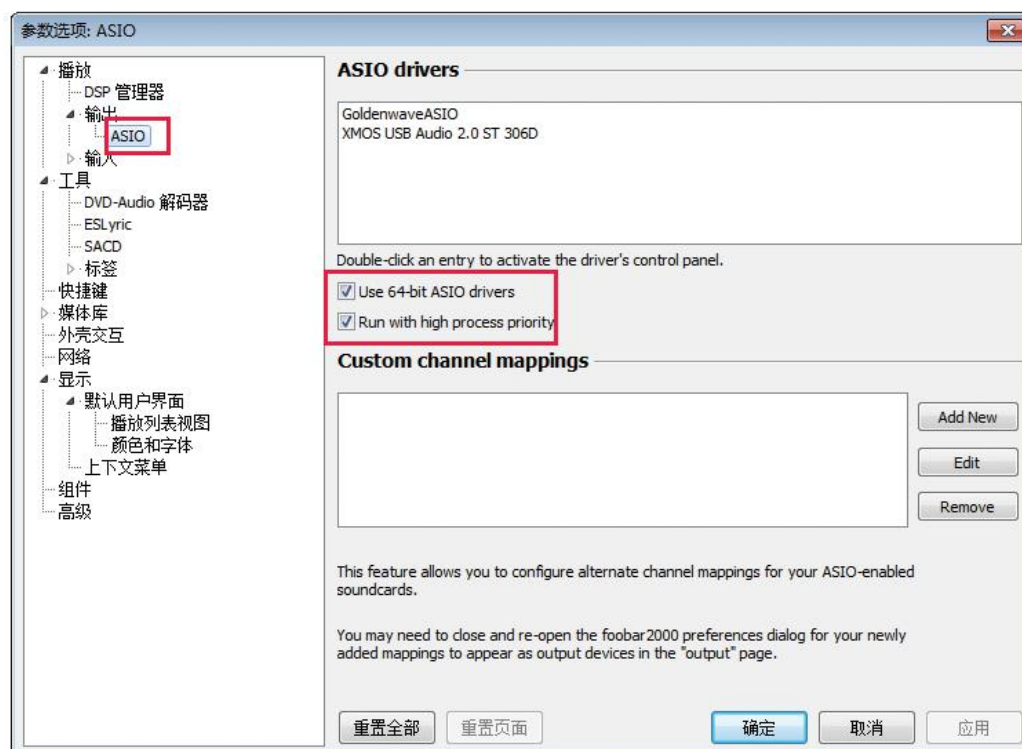 参数选项: ASIO
播放
DSP 管理器
输出
ASIO
输入
工具
DVD-Audio 解码器
ESLyric
SACD
标签
快捷键
媒体库
外壳交互
网络
显示
默认用户界面
播放列表视图
颜色和字体
上下文菜单
组件
高级
ASIO drivers
GoldenwaveASIO
XMOS USB Audio 2.0 ST 306D
Double-click an entry to activate the driver's control panel.
Use 64-bit ASIO drivers
Run with high process priority
Custom channel mappings
Add New
Edit
Remove
This feature allows you to configure alternate channel mappings for your ASIO-enabled
soundcards.
You may need to close and re-open the foobar2000 preferences dialog for your newly
added mappings to appear as output devices in the "output" page.
重置全部
重置页面
确定
取消
应用